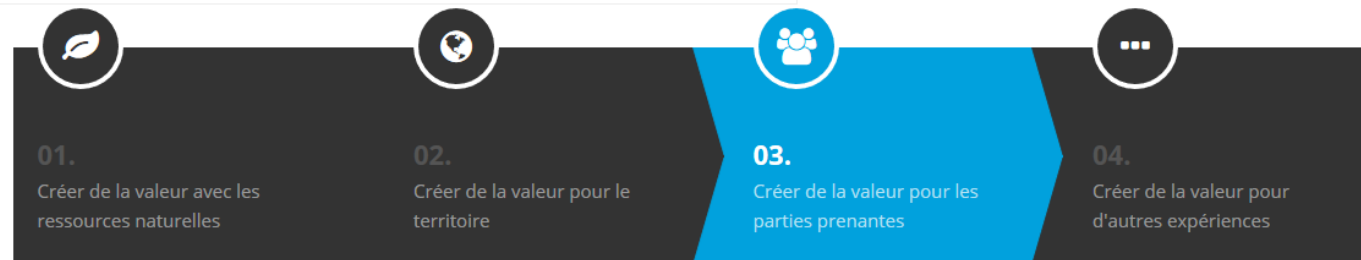 01.
Créer de la valeur avec les
ressources naturelles
02.
Créer de la valeur pour le
territoire
03.
Créer de la valeur pour les
parties prenantes
04.
Créer de la valeur pour
d'autres expériences